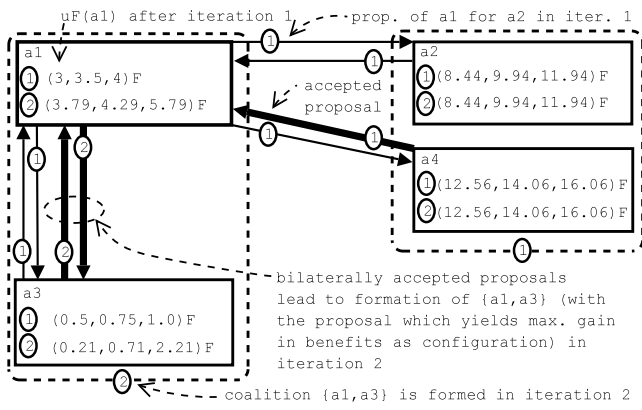 uF(a1) after iteration 1
prop. of a1 for a2 in iter. 1
a1
1 (3,3.5,4)F
2 (3.79,4.29,5.79)F
1
1
a2
1 (8.44,9.94,11.94)F
2 (8.44,9.94,11.94)F
accepted
proposal
1
1
a4
1 (12.56,14.06,16.06)F
2 (12.56,14.06,16.06)F
1
1
2
1
2
1
bilaterally accepted proposals
lead to formation of {a1,a3} (with
the proposal which yields max. gain
in benefits as configuration) in
iteration 2
a3
1 (0.5,0.75,1.0)F
2 (0.21,0.71,2.21)F
2
coalition {a1,a3} is formed in iteration 2